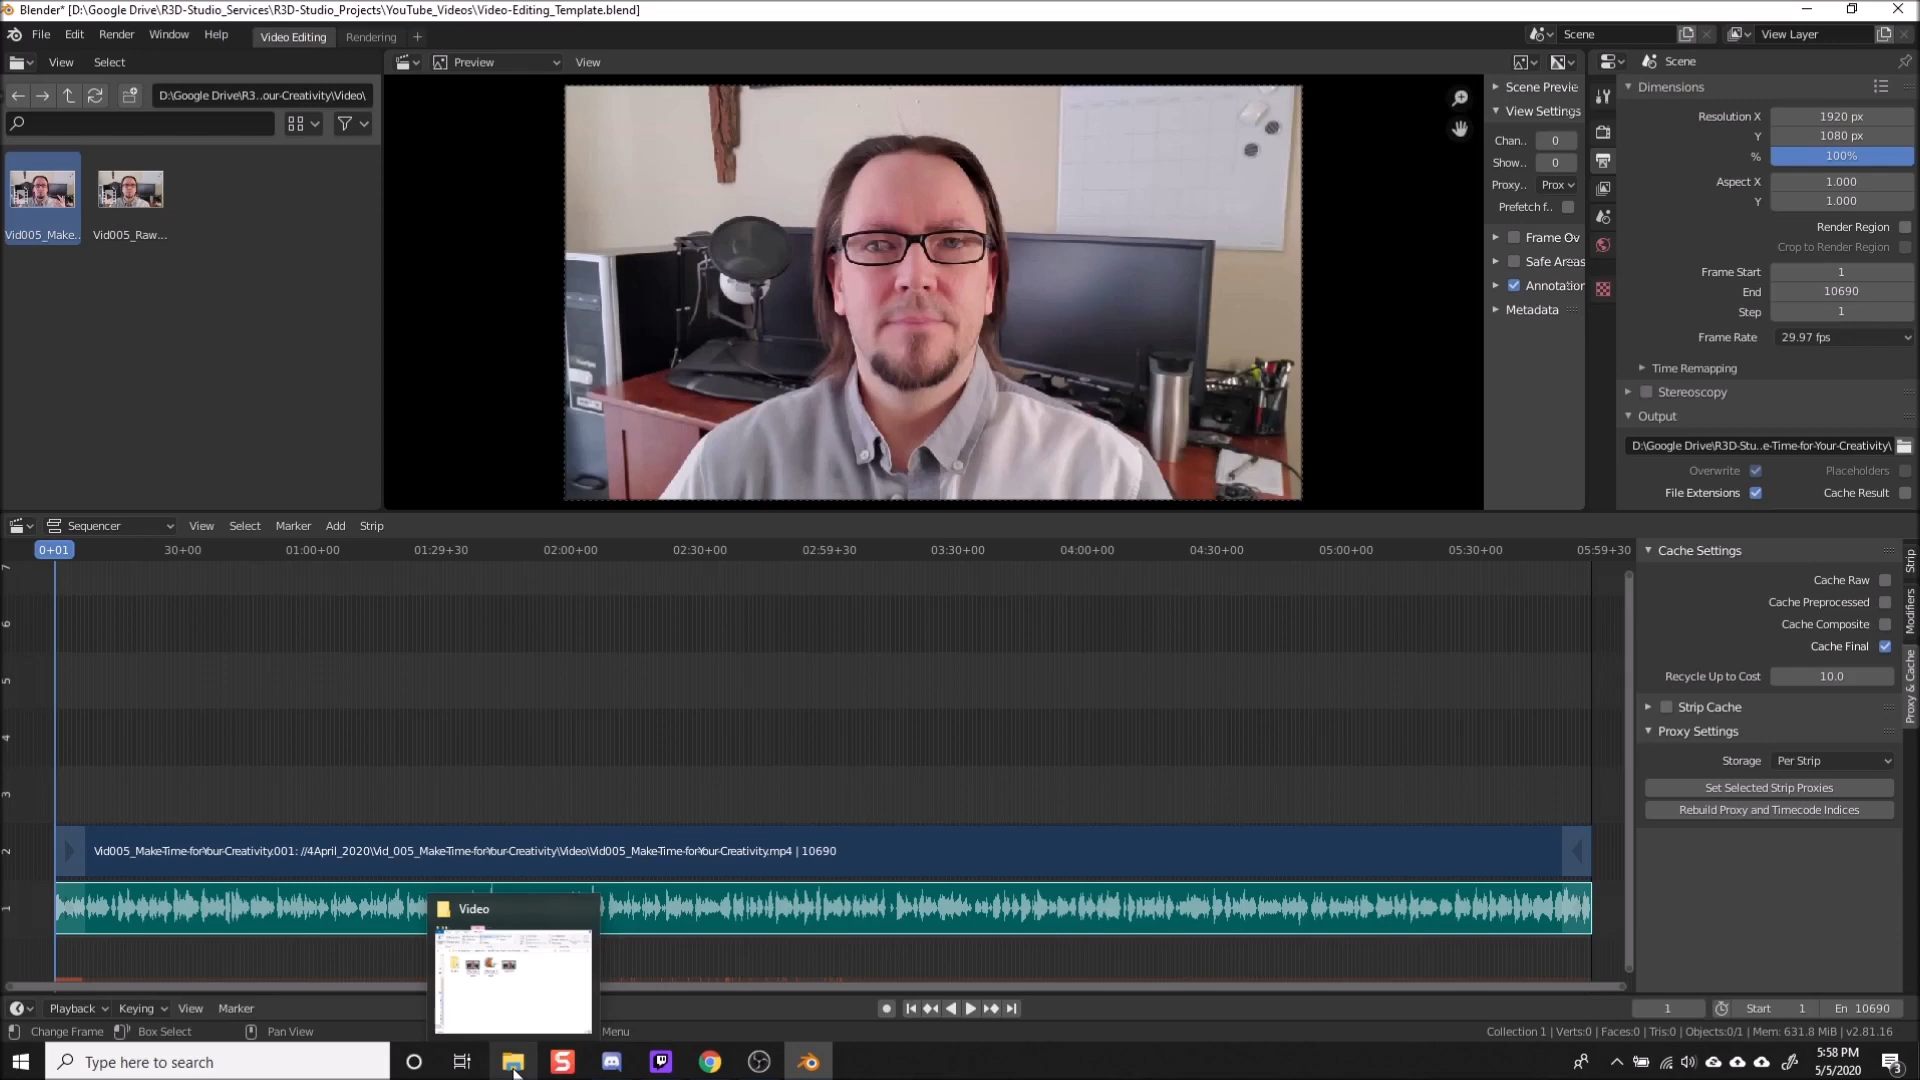 Blender* [D:\Google Drive\R3D-Studio_Services\R3D-Studio_Projects\YouTube_Videos\Video-Editing_Template.blend]
File Edit Render Window Help Video Editing Rendering + Scene View Layer
View Select Preview View Scene
D:\Google Drive\R3..our-Creativity\Video\
Vid005_Make.. Vid005_Raw...
Scene Previe
View Settings
Chan.. 0
Show.. 0
Proxy.. Prox
Prefetch f..
Frame Ov
Safe Areas
Annotation
Metadata
Dimensions
Resolution X 1920 px
Y 1080 px
% 100%
Aspect X 1.000
Y 1.000
Render Region
Crop to Render Region
Frame Start 1
End 10690
Step 1
Frame Rate 29.97 fps
Time Remapping
Stereoscopy
Output
D:\Google Drive\R3D-Stu..e-Time-for-Your-Creativity\
Overwrite Placeholders
File Extensions Cache Result
Sequencer View Select Marker Add Strip
0+01 30+00 01:00+00 01:29+30 02:00+00 02:30+00 02:59+30 03:30+00 04:00+00 04:30+00 05:00+00 05:30+00 05:59+30
7
6
5
4
3
2
1
Vid005_Make-Time-for-Your-Creativity.001: //4April_2020\Vid_005_Make-Time-for-Your-Creativity\Video\Vid005_Make-Time-for-Your-Creativity.mp4 | 10690
Video
Cache Settings
Cache Raw
Cache Preprocessed
Cache Composite
Cache Final
Recycle Up to Cost 10.0
Strip Cache
Proxy Settings
Storage Per Strip
Set Selected Strip Proxies
Rebuild Proxy and Timecode Indices
Strip
Modifiers
Proxy & Cache
Playback Keying View Marker 1 Start 1 En 10690
Change Frame Box Select Pan View Menu Collection 1 | Verts:0 | Faces:0 | Tris:0 | Objects:0/1 | Mem: 631.8 MiB | v2.81.16
Type here to search
5:58 PM
5/5/2020
3